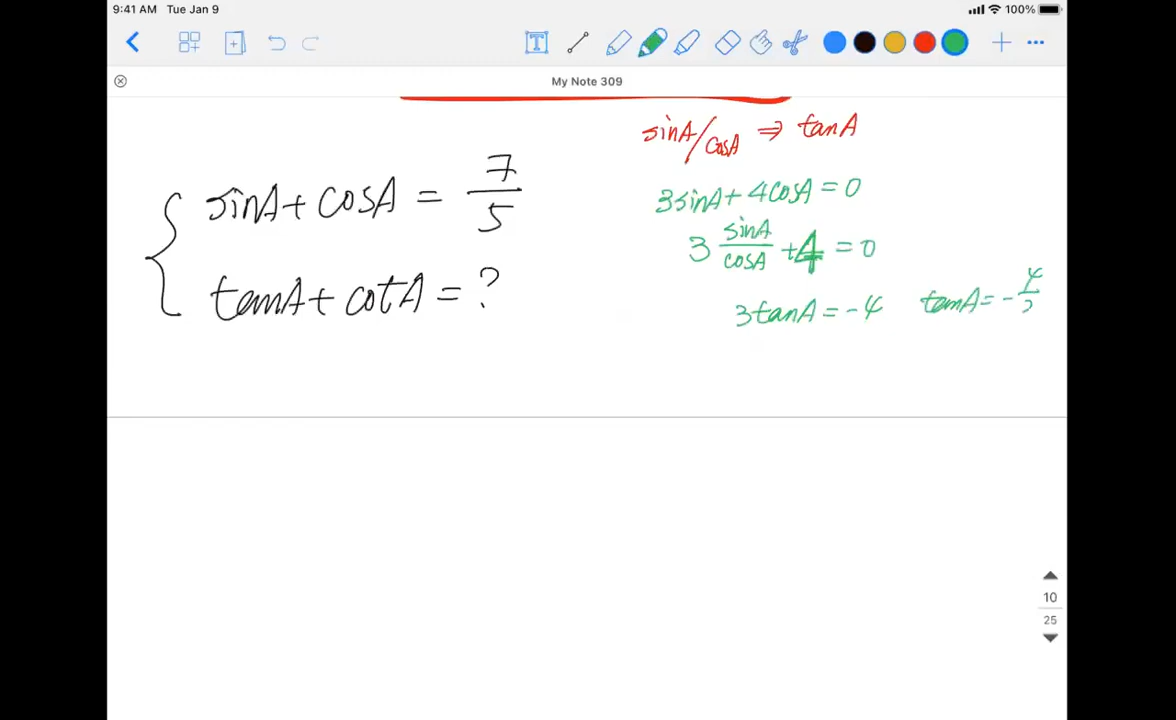 9:41 AM Tue Jan 9
100%
My Note 309
sinA/cosA ⇒ tanA
sinA + cosA = 7/5
tanA + cotA = ?
3sinA + 4cosA = 0
3 sinA/cosA + 4 = 0
3tanA = -4 tanA = -4/3
10
25